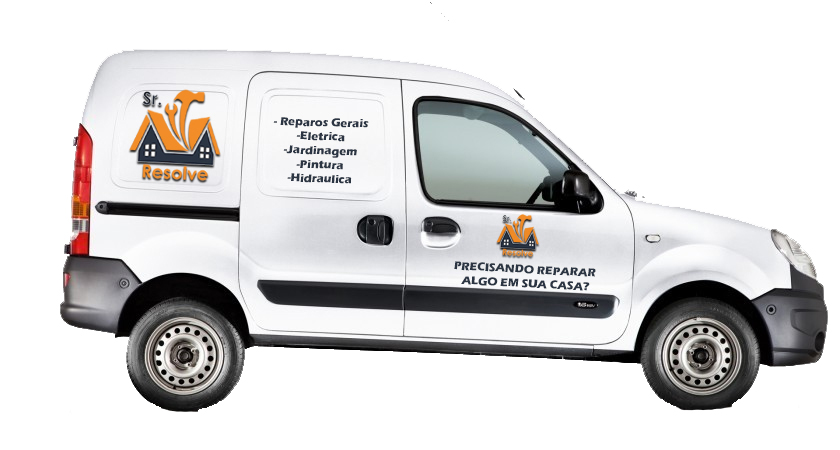 Sr.
Resolve
- Reparos Gerais
-Eletrica
-Jardinagem
-Pintura
-Hidraulica
Sr.
Resolve
PRECISANDO REPARAR
ALGO EM SUA CASA?